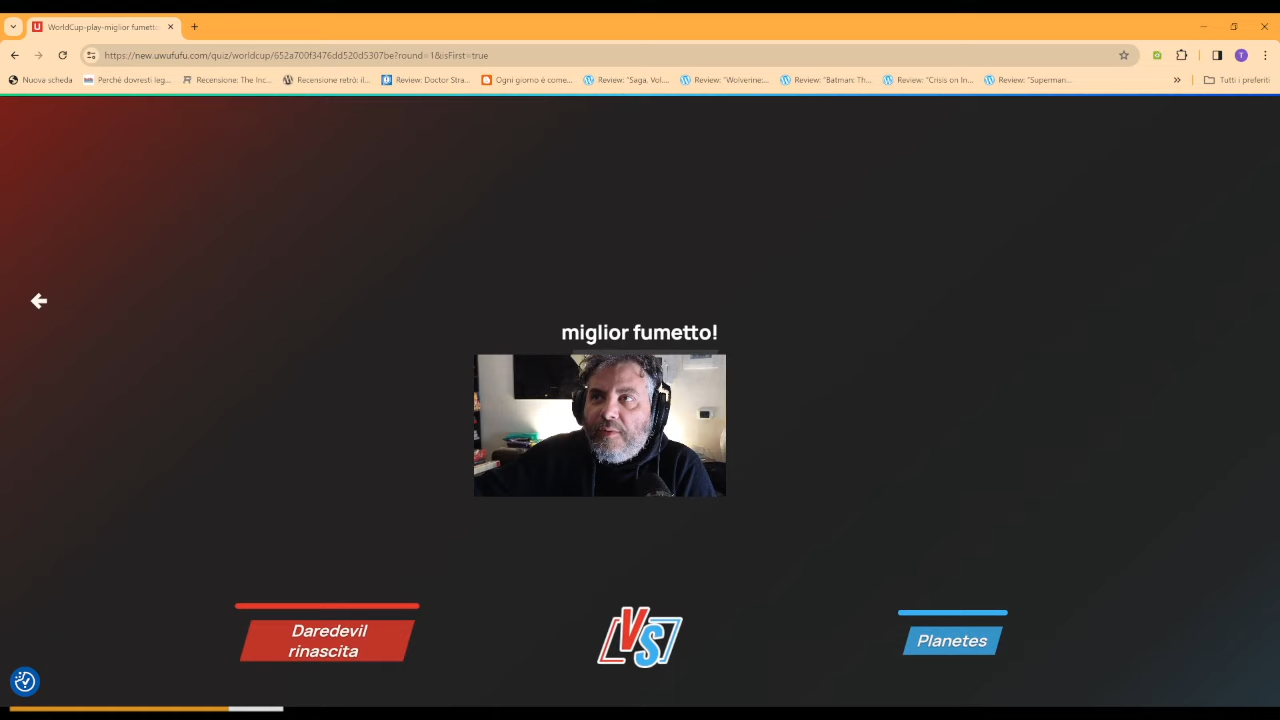 WorldCup-play-miglior fumetto
https://new.uwufufu.com/quiz/worldcup/652a700f3476dd520d5307be?round=1&isFirst=true
T
Nuova scheda
Perché dovresti leg...
Recensione: The Inc...
Recensione retrò: il...
Review: Doctor Stra...
Ogni giorno è come...
Review: "Saga, Vol....
Review: "Wolverine:...
Review: "Batman: Th...
Review: "Crisis on In...
Review: "Superman...
»
Tutti i preferiti
miglior fumetto!
Daredevil
rinascita
VS
Planetes